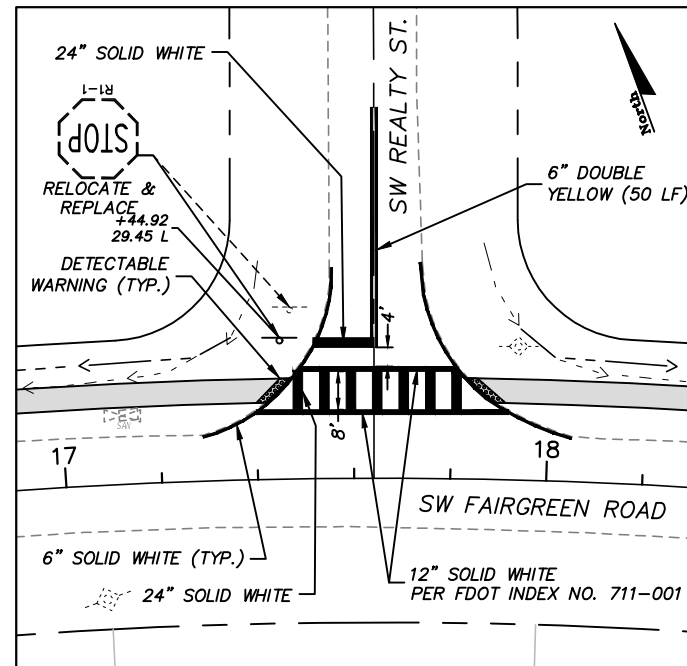 24" SOLID WHITE
R1-1
STOP
RELOCATE &
REPLACE
+44.92
29.45 L
DETECTABLE
WARNING (TYP.)
SW REALTY ST.
North
6" DOUBLE
YELLOW (50 LF)
4'
8'
SAN
17
18
SW FAIRGREEN ROAD
6" SOLID WHITE (TYP.)
24" SOLID WHITE
12" SOLID WHITE
PER FDOT INDEX NO. 711-001